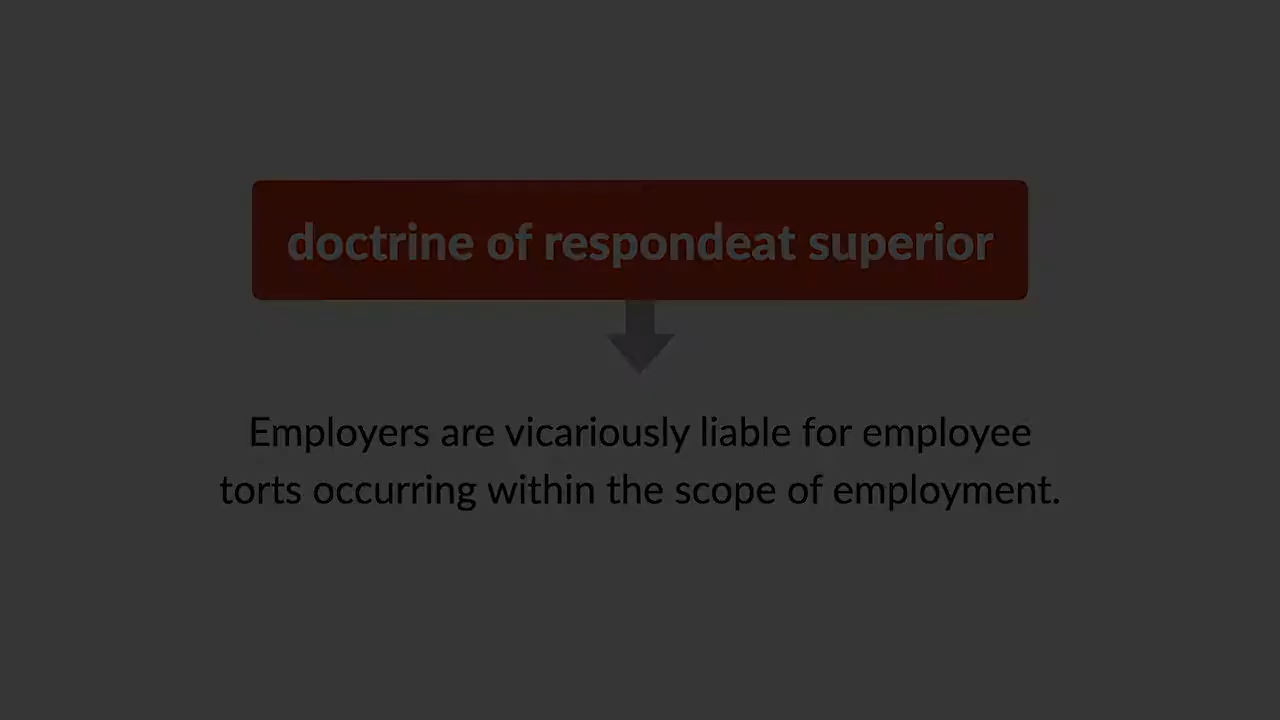 doctrine of respondeat superior
Employers are vicariously liable for employee
torts occurring within the scope of employment.